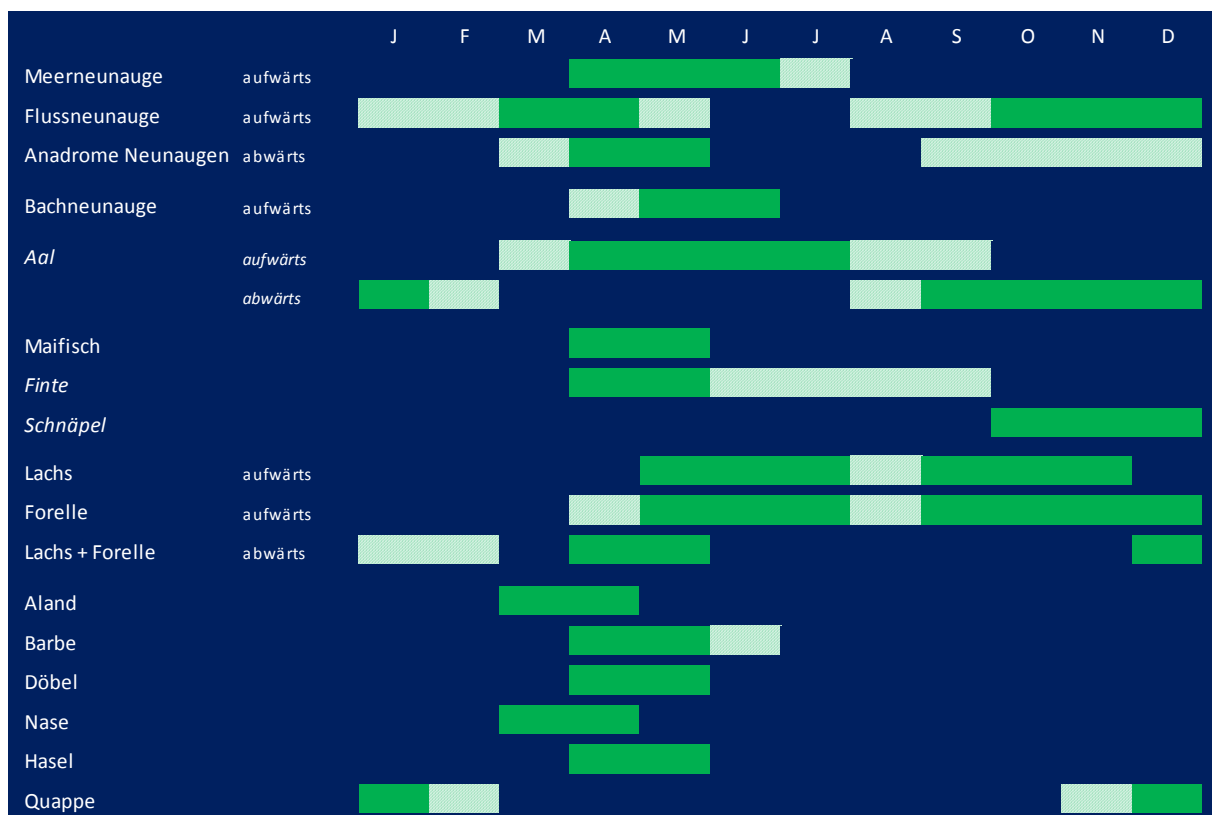 J F M A M J J A S O N D
Meerneunauge aufwärts
Flussneunauge aufwärts
Anadrome Neunaugen abwärts
Bachneunauge aufwärts
Aal aufwärts
abwärts
Maifisch
Finte
Schnäpel
Lachs aufwärts
Forelle aufwärts
Lachs + Forelle abwärts
Aland
Barbe
Döbel
Nase
Hasel
Quappe